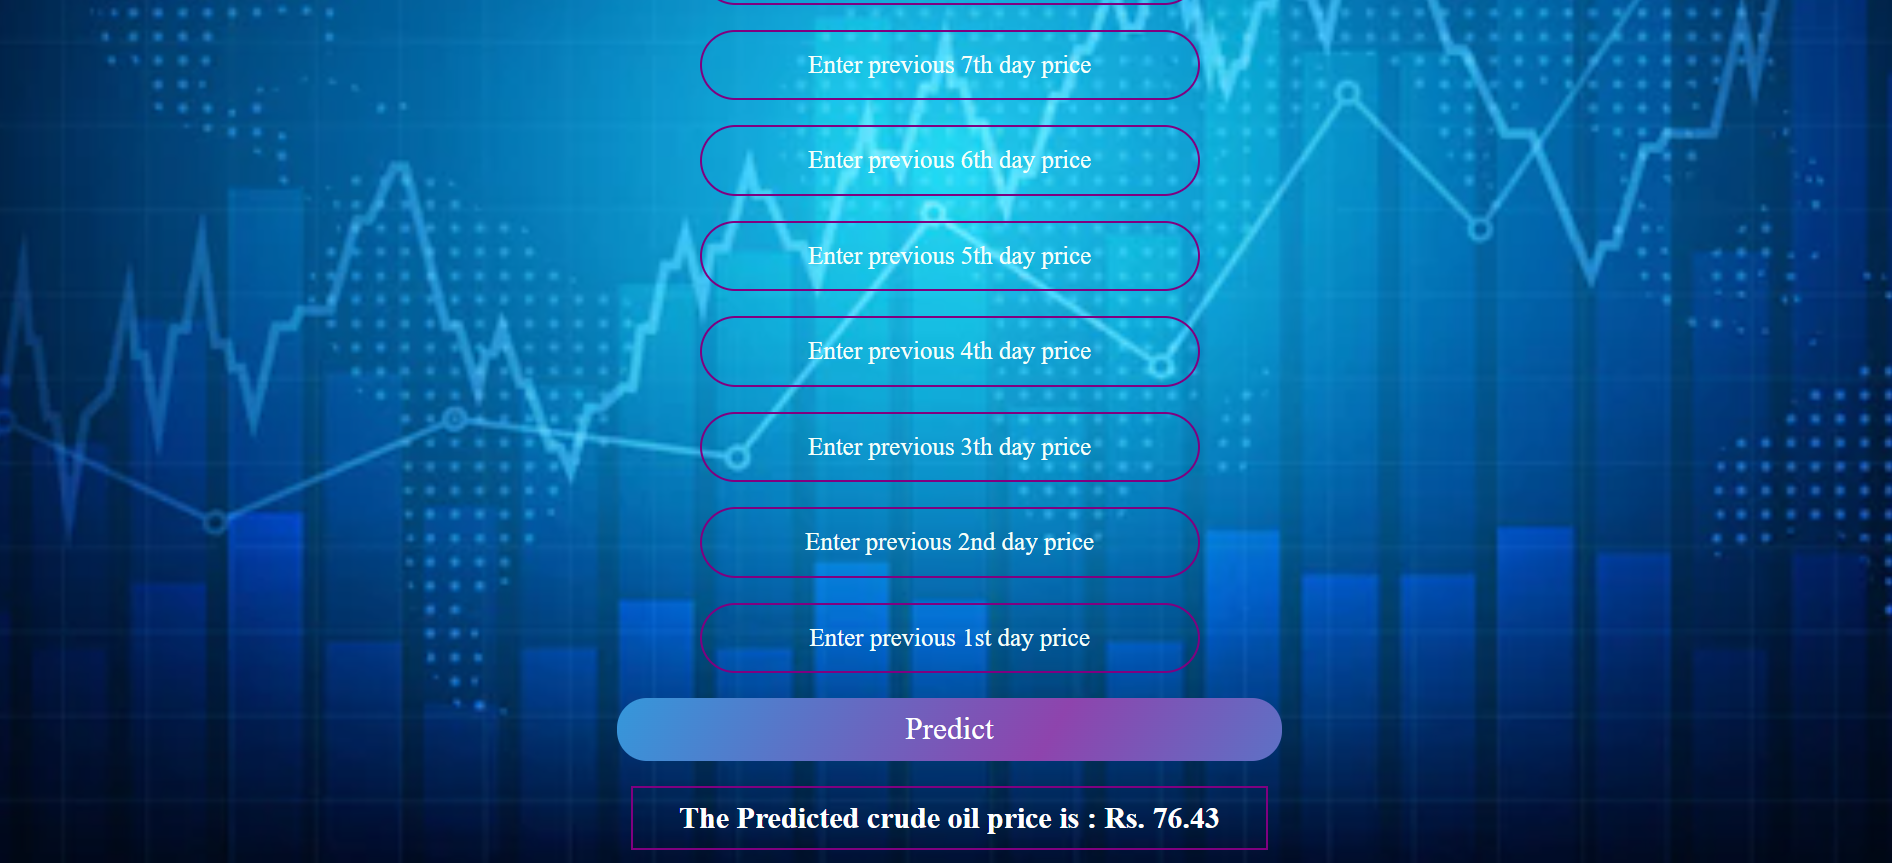 Enter previous 7th day price
Enter previous 6th day price
Enter previous 5th day price
Enter previous 4th day price
Enter previous 3th day price
Enter previous 2nd day price
Enter previous 1st day price
Predict
The Predicted crude oil price is : Rs. 76.43